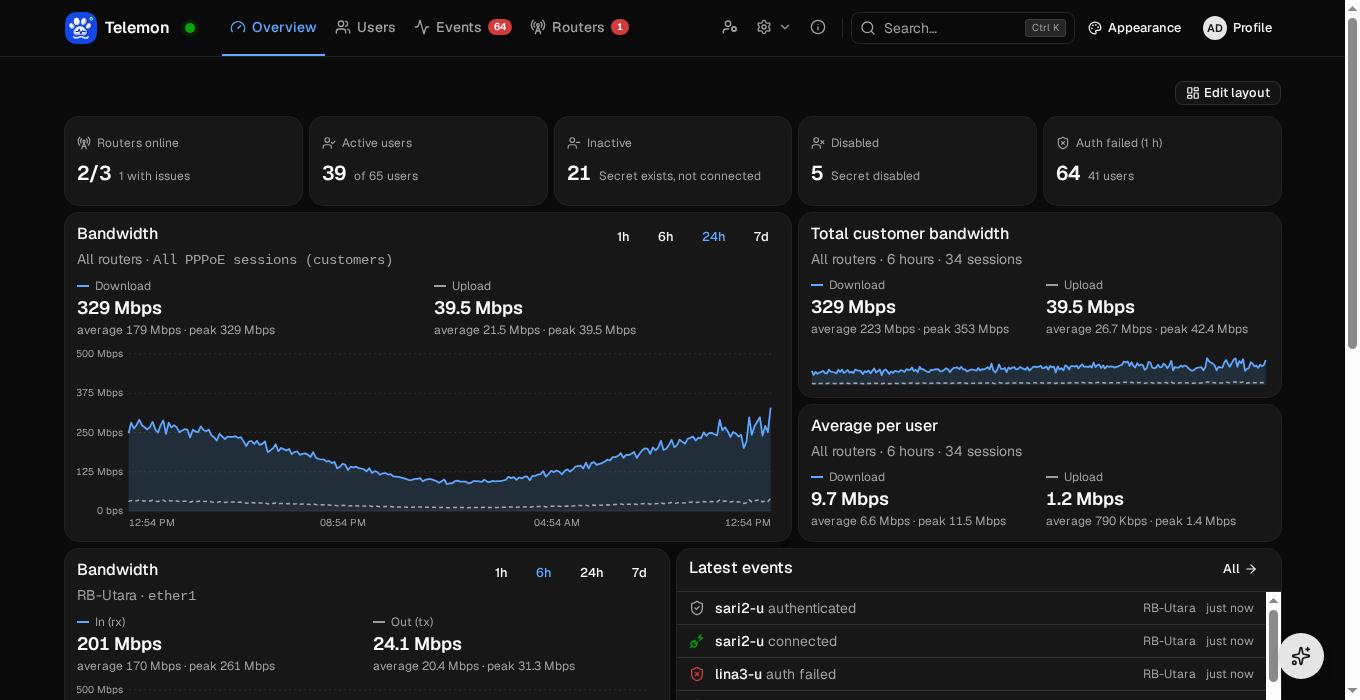 Telemon
Overview
Users
Events 64
Routers 1
Search...
Ctrl K
Appearance
AD Profile
Edit layout
Routers online
2/3 1 with issues
Active users
39 of 65 users
Inactive
21 Secret exists, not connected
Disabled
5 Secret disabled
Auth failed (1 h)
64 41 users
Bandwidth
1h 6h 24h 7d
All routers · All PPPoE sessions (customers)
Download
329 Mbps
average 179 Mbps · peak 329 Mbps
Upload
39.5 Mbps
average 21.5 Mbps · peak 39.5 Mbps
500 Mbps
375 Mbps
250 Mbps
125 Mbps
0 bps
12:54 PM 08:54 PM 04:54 AM 12:54 PM
Total customer bandwidth
All routers · 6 hours · 34 sessions
Download
329 Mbps
average 223 Mbps · peak 353 Mbps
Upload
39.5 Mbps
average 26.7 Mbps · peak 42.4 Mbps
Average per user
All routers · 6 hours · 34 sessions
Download
9.7 Mbps
average 6.6 Mbps · peak 11.5 Mbps
Upload
1.2 Mbps
average 790 Kbps · peak 1.4 Mbps
Bandwidth
1h 6h 24h 7d
RB-Utara · ether1
In (rx)
201 Mbps
average 170 Mbps · peak 261 Mbps
Out (tx)
24.1 Mbps
average 20.4 Mbps · peak 31.3 Mbps
500 Mbps
Latest events
All →
sari2-u authenticated RB-Utara just now
sari2-u connected RB-Utara just now
lina3-u auth failed RB-Utara just now